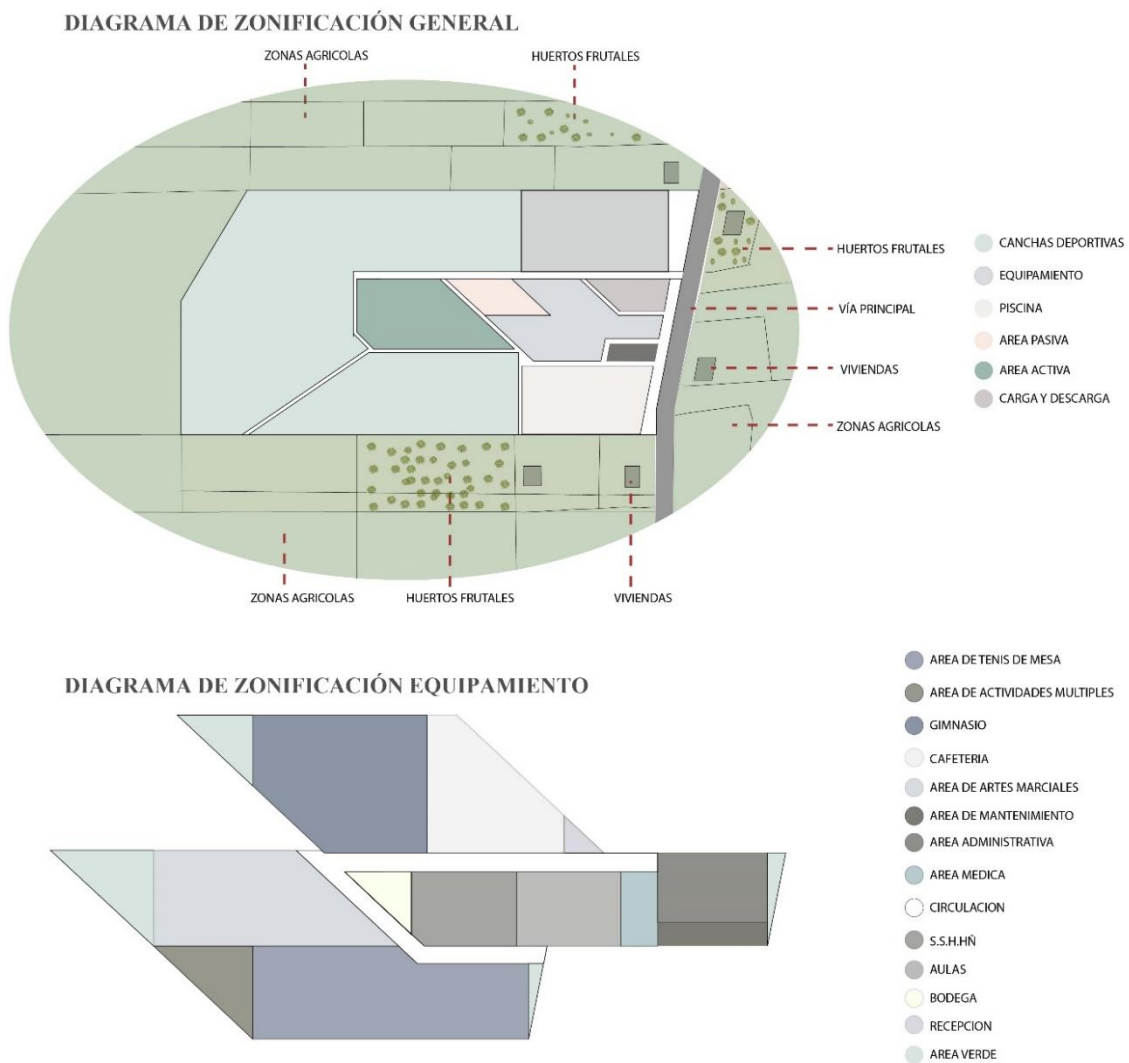 DIAGRAMA DE ZONIFICACIÓN GENERAL
ZONAS AGRICOLAS
HUERTOS FRUTALES
HUERTOS FRUTALES
VÍA PRINCIPAL
VIVIENDAS
ZONAS AGRICOLAS
CANCHAS DEPORTIVAS
EQUIPAMIENTO
PISCINA
AREA PASIVA
AREA ACTIVA
CARGA Y DESCARGA
ZONAS AGRICOLAS
HUERTOS FRUTALES
VIVIENDAS
DIAGRAMA DE ZONIFICACIÓN EQUIPAMIENTO
AREA DE TENIS DE MESA
AREA DE ACTIVIDADES MULTIPLES
GIMNASIO
CAFETERIA
AREA DE ARTES MARCIALES
AREA DE MANTENIMIENTO
AREA ADMINISTRATIVA
AREA MEDICA
CIRCULACION
S.S.H.HÑ
AULAS
BODEGA
RECEPCION
AREA VERDE